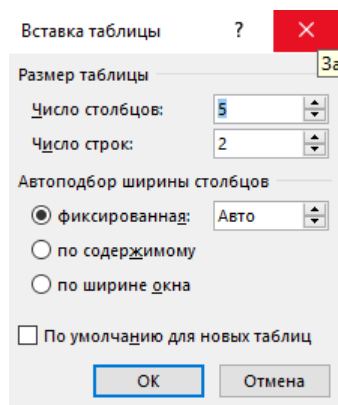 Вставка таблицы ?
За
Размер таблицы
Число столбцов: 5
Число строк: 2
Автоподбор ширины столбцов
фиксированная: Авто
по содержимому
по ширине окна
По умолчанию для новых таблиц
ОК Отмена